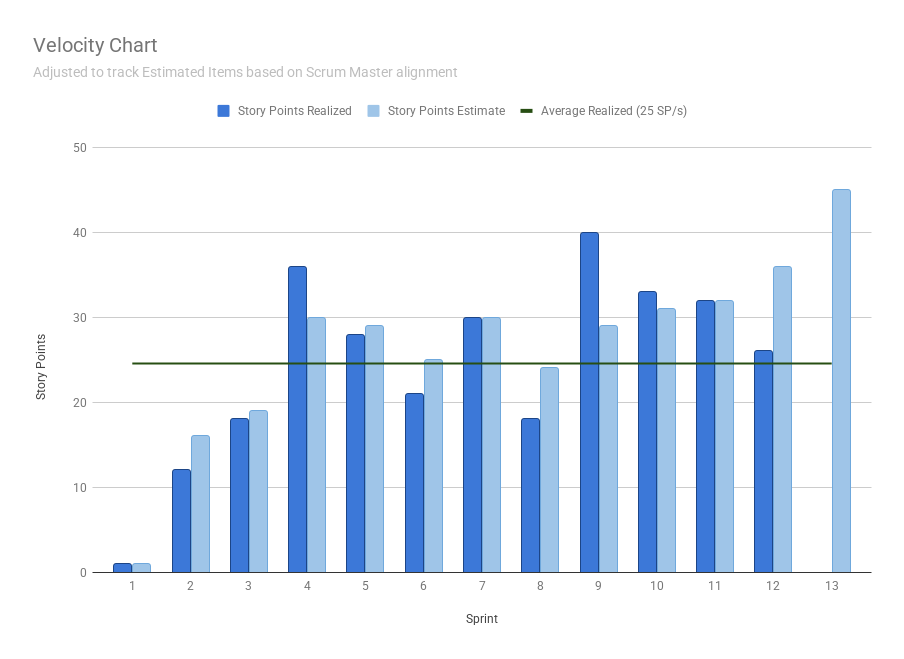 Velocity Chart
Adjusted to track Estimated Items based on Scrum Master alignment
Story Points Realized Story Points Estimate Average Realized (25 SP/s)
50
40
30
20
10
0
Story Points
1 2 3 4 5 6 7 8 9 10 11 12 13
Sprint